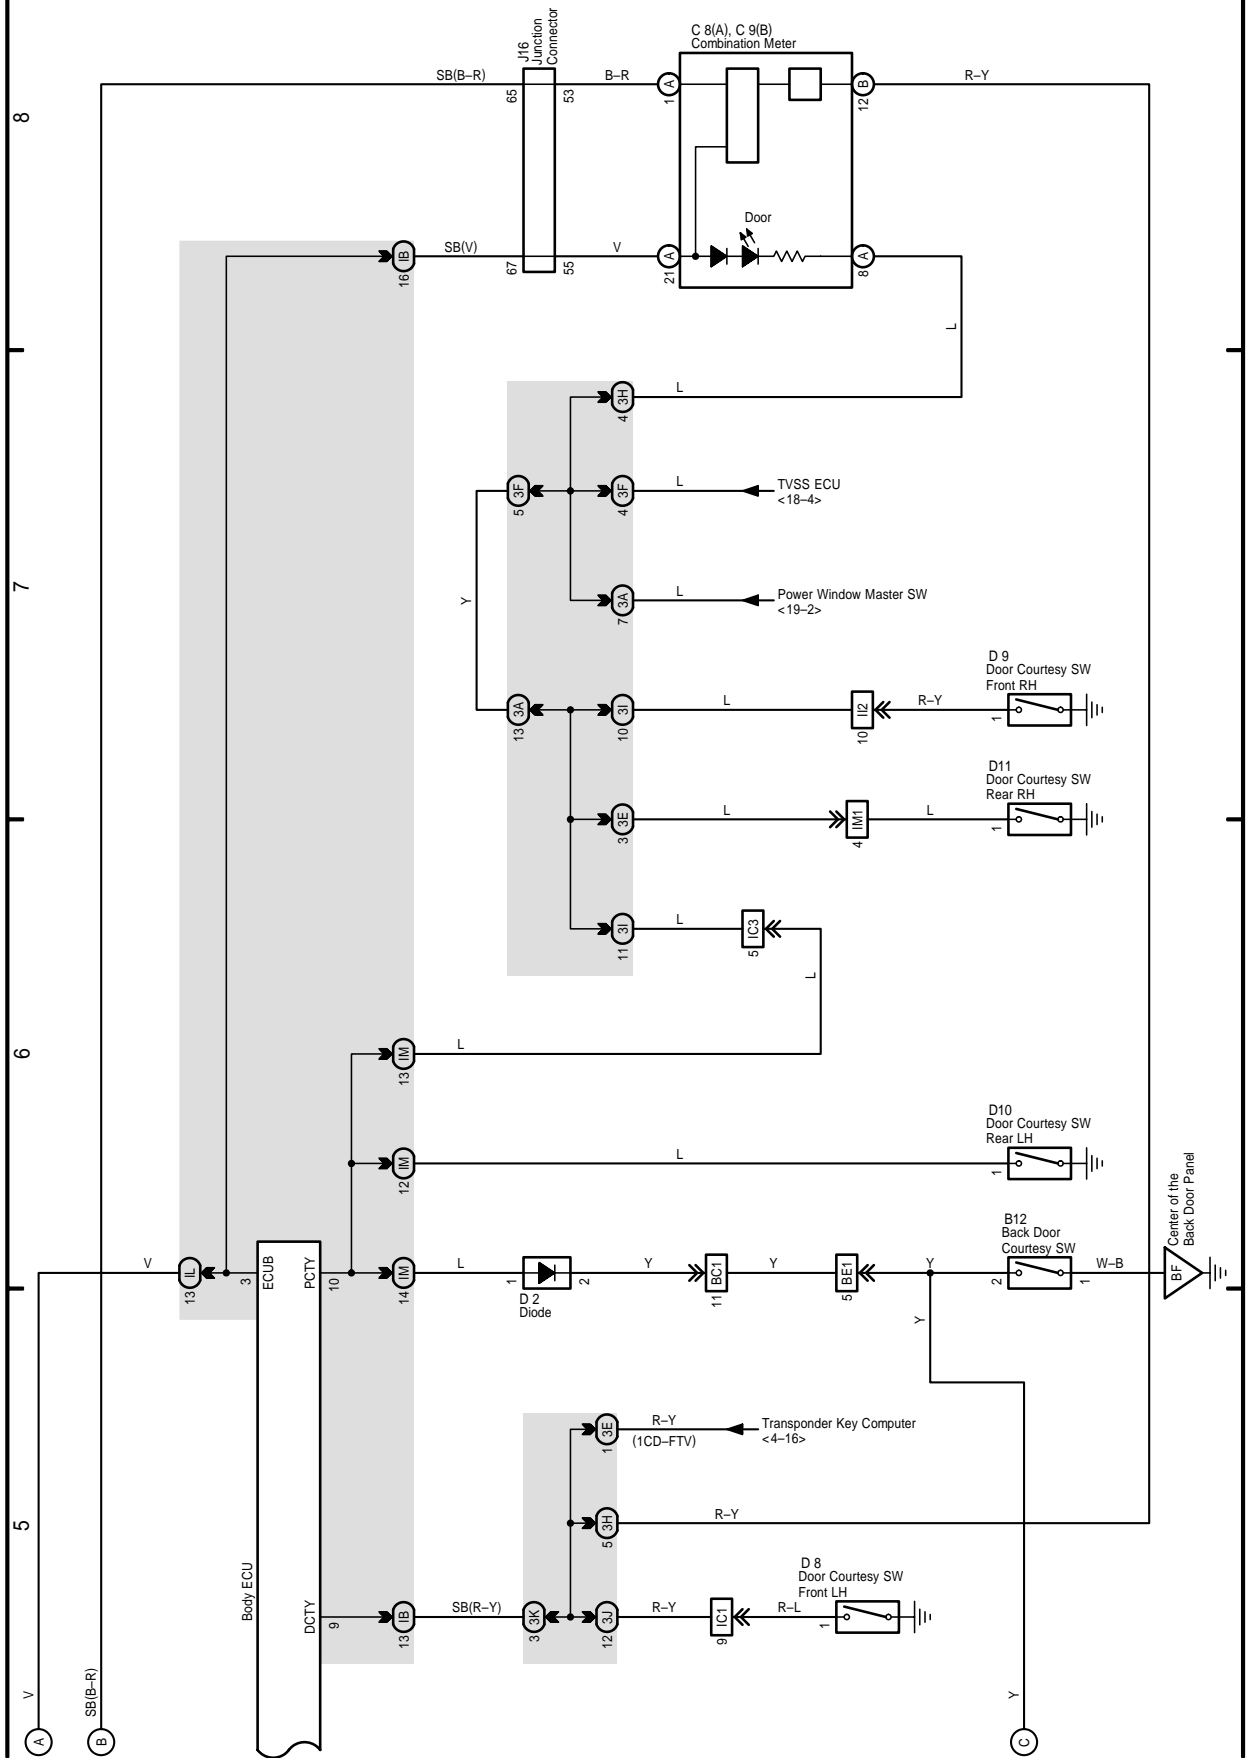 8
J16
Junction
Connector
C 8(A), C 9(B)
Combination Meter
SB(B–R)
65
53
B–R
1
A
B
12
R–Y
Door
IB
16
SB(V)
67
55
V
21
A
A
8
L
3H
4
L
3F
5
3F
4
L
TVSS ECU
<18–4>
7
Y
3A
7
L
Power Window Master SW
<19–2>
3A
13
3I
10
L
II2
10
R–Y
D 9
Door Courtesy SW
Front RH
1
3E
3
L
IM1
4
L
D11
Door Courtesy SW
Rear RH
1
3I
11
L
IC3
5
L
6
IM
13
L
IM
12
L
D10
Door Courtesy SW
Rear LH
1
V
IL
13
3
ECUB
PCTY
10
IM
14
L
1
2
D 2
Diode
Y
BC1
11
Y
BE1
5
Y
Y
B12
Back Door
Courtesy SW
2
1
W–B
BF
Center of the
Back Door Panel
3E
1
R–Y
(1CD–FTV)
Transponder Key Computer
<4–16>
5
3H
5
R–Y
Body ECU
DCTY
9
IB
13
SB(R–Y)
3K
3
3J
12
R–Y
IC1
9
R–L
D 8
Door Courtesy SW
Front LH
1
V
A
SB(B–R)
B
Y
C